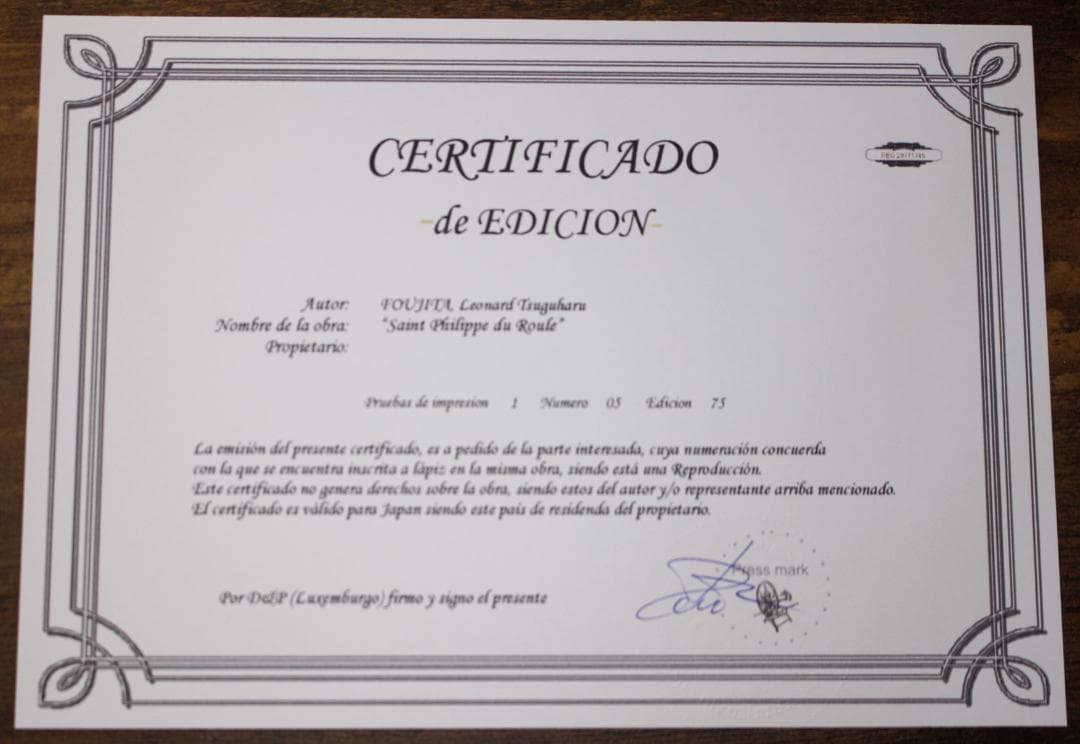 CERTIFICADO
-de EDICION-
Autor: FOUJITA, Leonard Tsuguharu
Nombre de la obra: "Saint Philippe du Roule"
Propietario:
Pruebas de impresion 1 Numero 05 Edicion 75
La emisión del presente certificado, es a pedido de la parte interesada, cuya numeración concuerda
con la que se encuentra inscrita a lápiz en la misma obra, siendo está una Reproducción.
Este certificado no genera derechos sobre la obra, siendo estos del autor y/o representante arriba mencionado.
El certificado es válido para Japan siendo este país de residenda del propietario.
Press mark
Por D&P (Luxemburgo) firmo y signo el presente